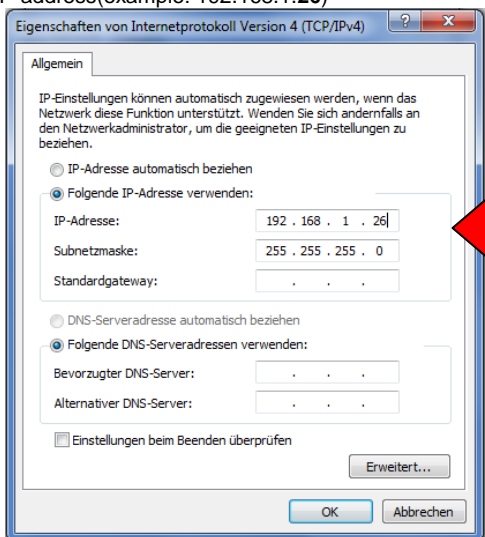 IP address(example: 192.168.1.26)
Eigenschaften von Internetprotokoll Version 4 (TCP/IPv4)
Allgemein
IP-Einstellungen können automatisch zugewiesen werden, wenn das
Netzwerk diese Funktion unterstützt. Wenden Sie sich andernfalls an
den Netzwerkadministrator, um die geeigneten IP-Einstellungen zu
beziehen.
IP-Adresse automatisch beziehen
Folgende IP-Adresse verwenden:
IP-Adresse: 192 . 168 . 1 . 26
Subnetzmaske: 255 . 255 . 255 . 0
Standardgateway: . . .
DNS-Serveradresse automatisch beziehen
Folgende DNS-Serveradressen verwenden:
Bevorzugter DNS-Server: . . .
Alternativer DNS-Server: . . .
Einstellungen beim Beenden überprüfen
Erweitert...
OK Abbrechen